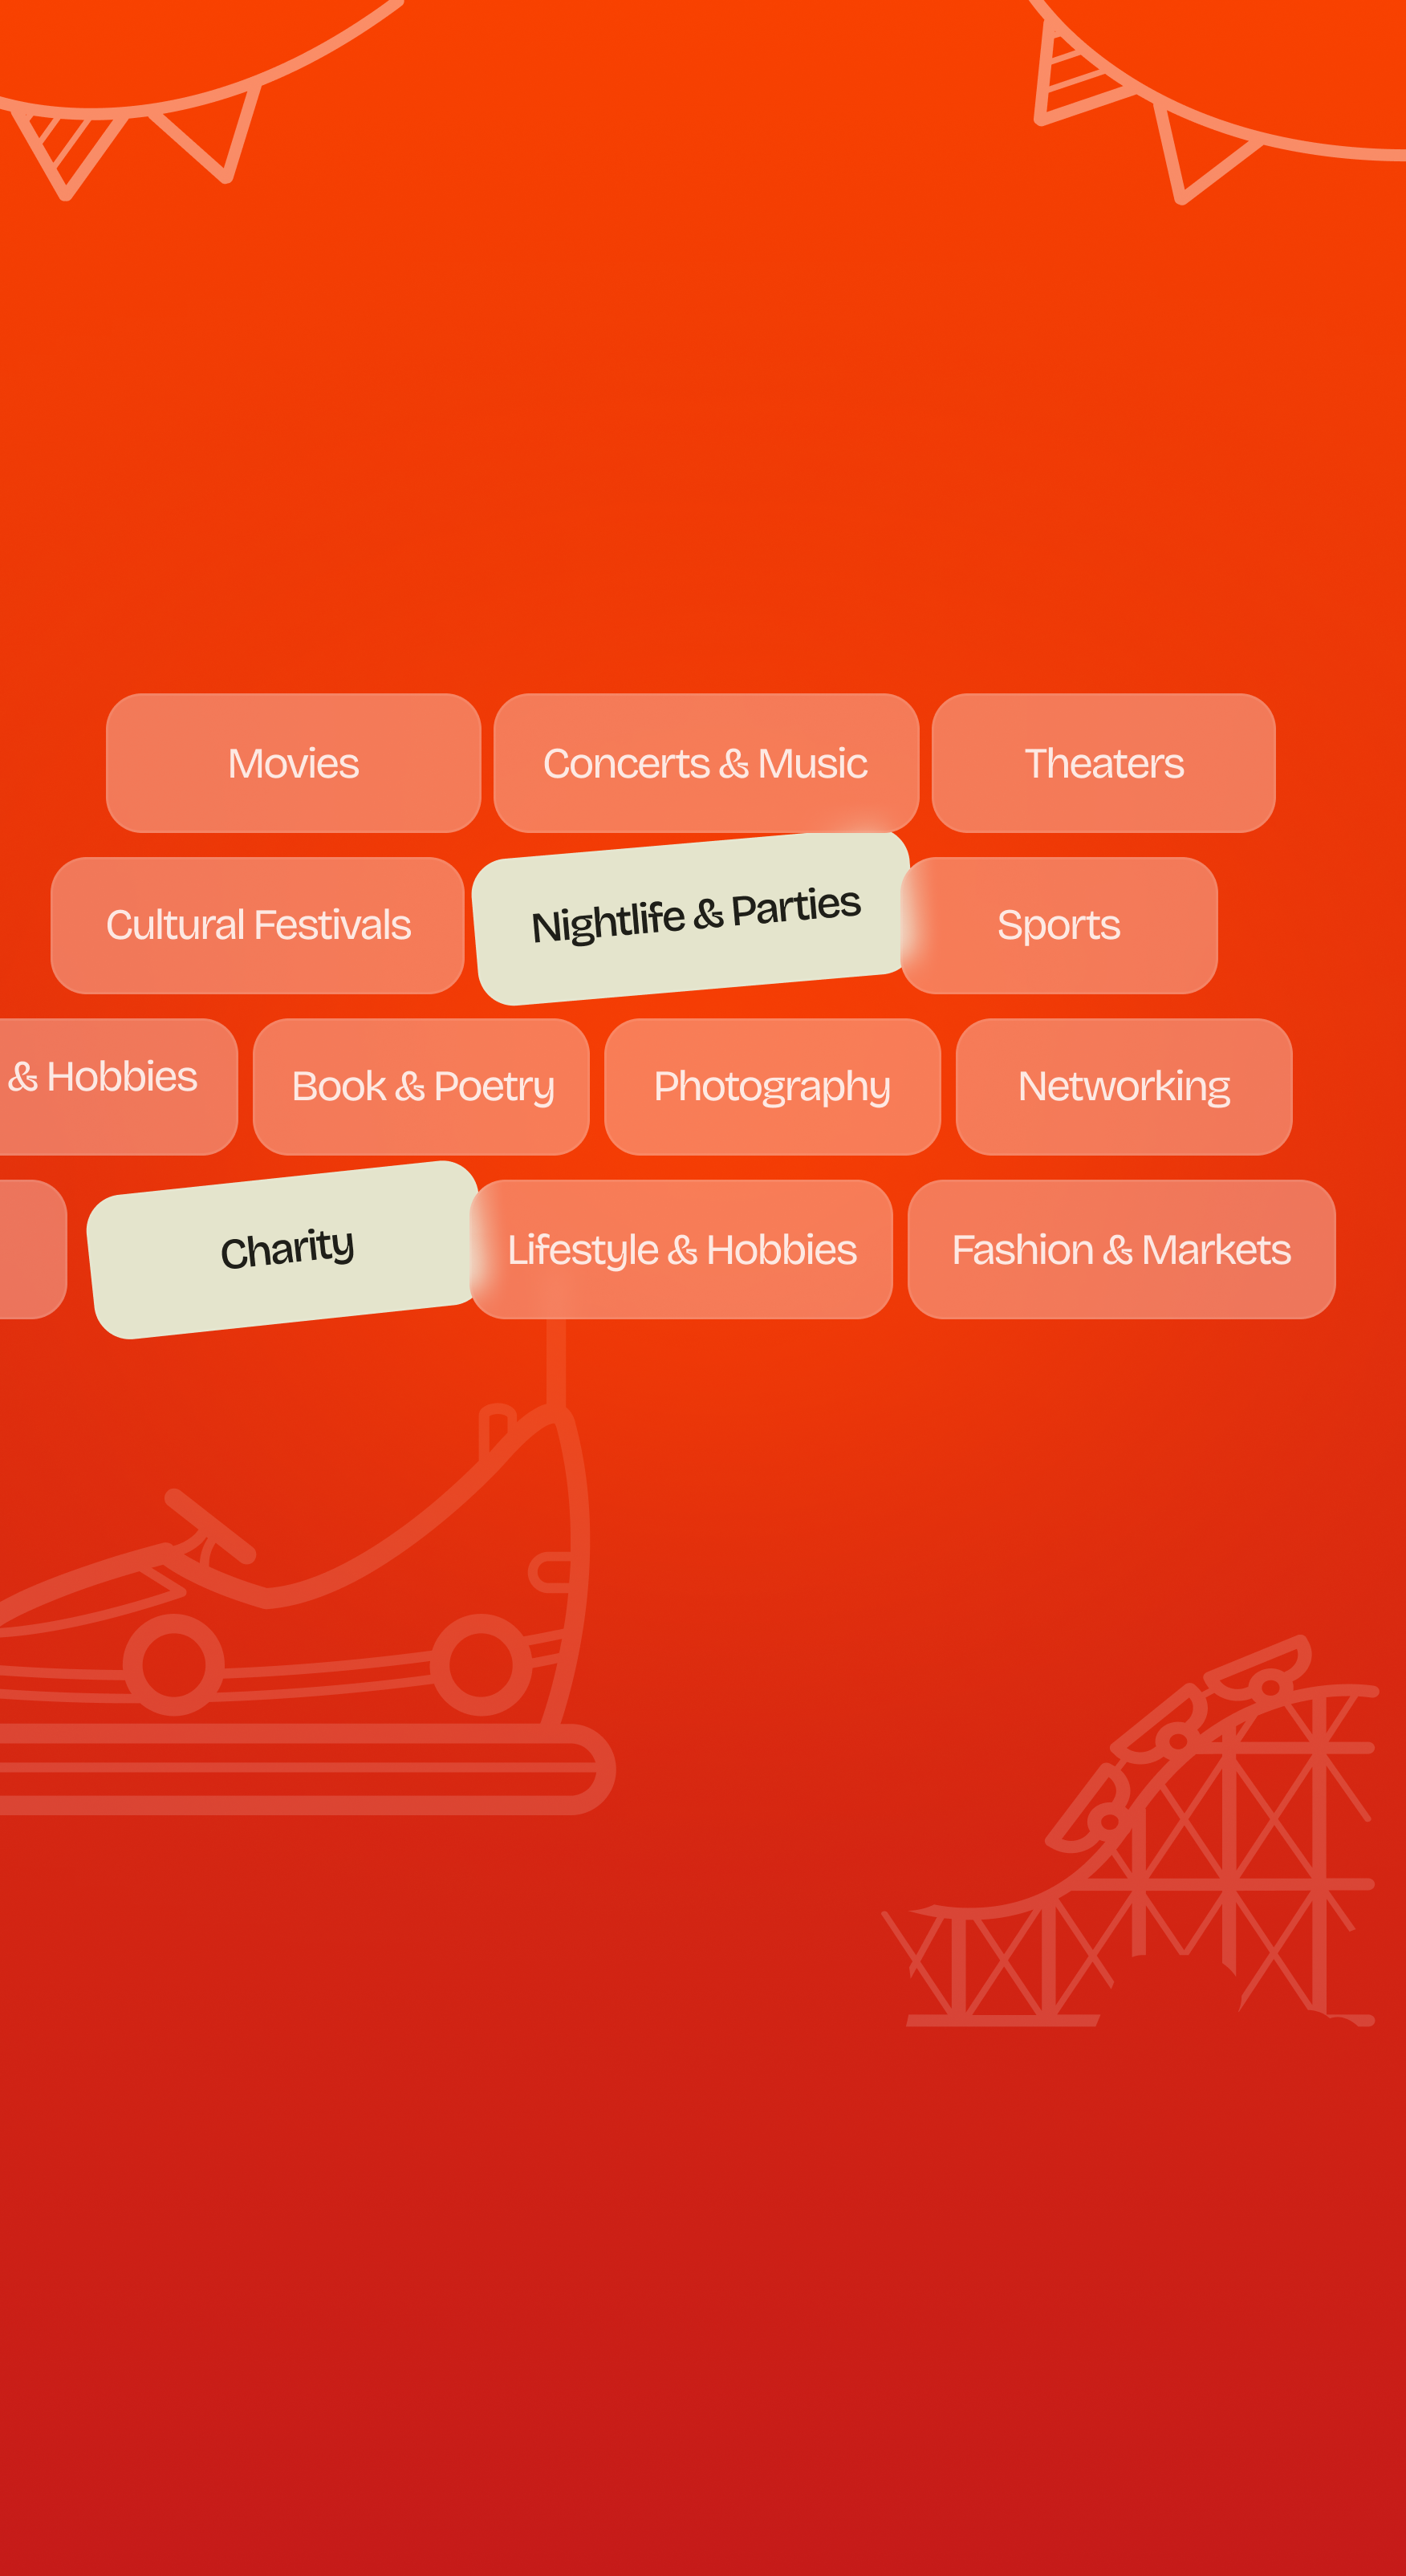 Movies
Concerts & Music
Theaters
Cultural Festivals
Nightlife & Parties
Sports
& Hobbies
Book & Poetry
Photography
Networking
Charity
Lifestyle & Hobbies
Fashion & Markets